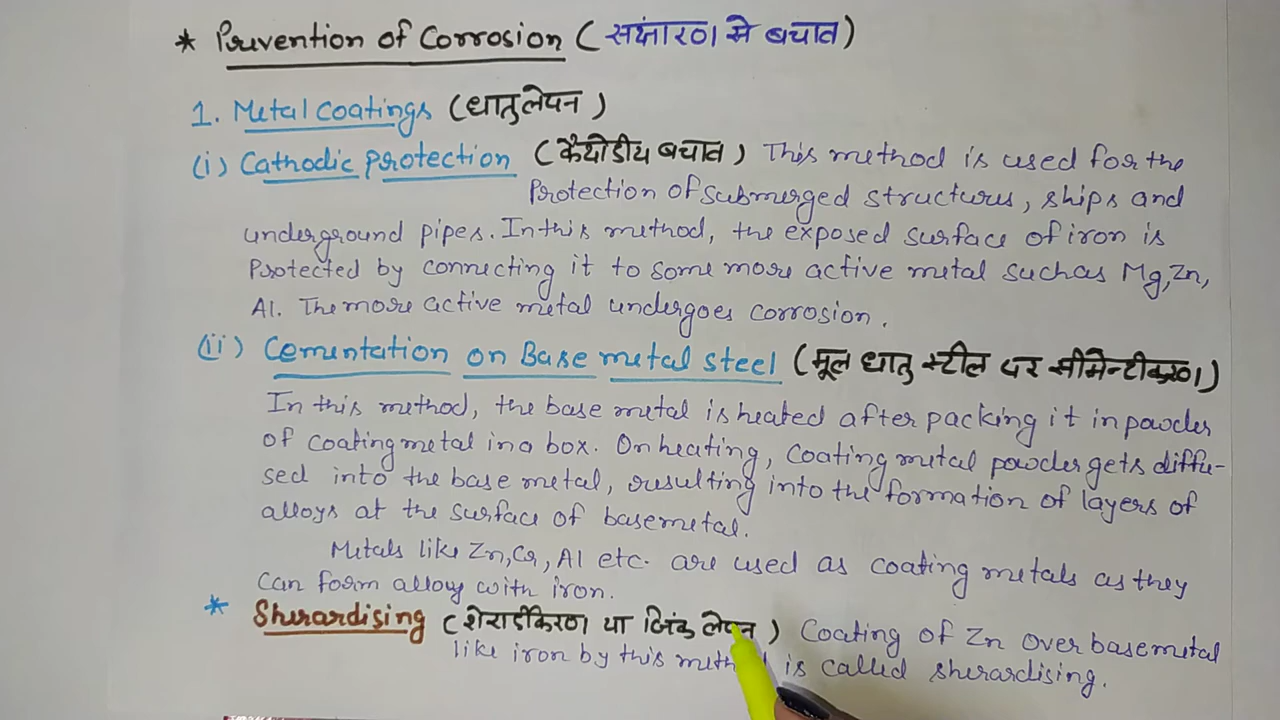 * Prevention of Corrosion (संक्षारण से बचाव)
1. Metal coatings (धातुलेपन)
(i) Cathodic protection (कैथोडीय बचाव) This method is used for the
Protection of submerged structures, ships and
underground pipes. In this method, the exposed surface of iron is
Protected by connecting it to some more active metal such as Mg, Zn,
Al. The more active metal undergoes corrosion.
(ii) Cementation on Base metal steel (मूल धातु स्टील पर सीमेन्टीकरण)
In this method, the base metal is heated after packing it in powder
of coating metal in a box. On heating, coating metal powder gets diffu-
sed into the base metal, resulting into the formation of layers of
alloys at the surface of basemetal.
Metals like Zn, Cr, Al etc. are used as coating metals as they
can form alloy with iron.
* Sherardising (शेरार्डीकरण या जिंक लेपन) Coating of Zn over basemetal
like iron by this method is called sherardising.